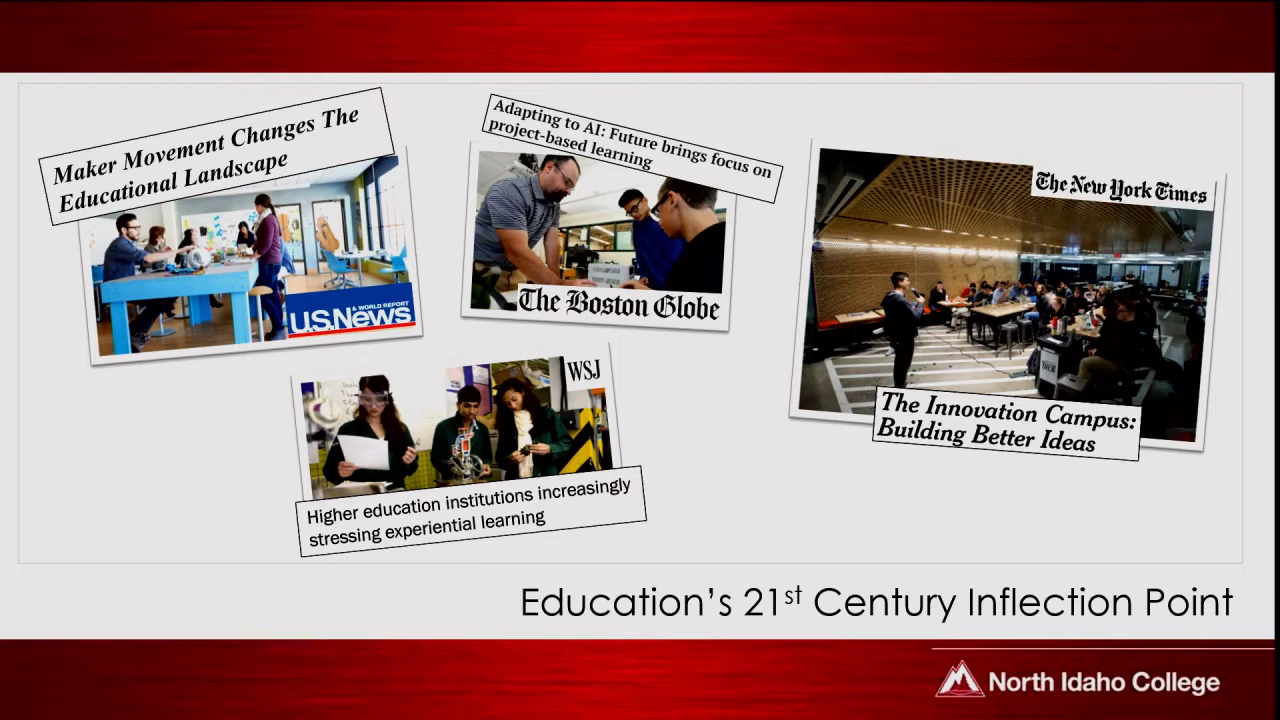 Maker Movement Changes The
Educational Landscape
U.S.News
& WORLD REPORT
Adapting to AI: Future brings focus on
project-based learning
The Boston Globe
The New York Times
The Innovation Campus:
Building Better Ideas
WSJ
Higher education institutions increasingly
stressing experiential learning
Education’s 21st Century Inflection Point
North Idaho College